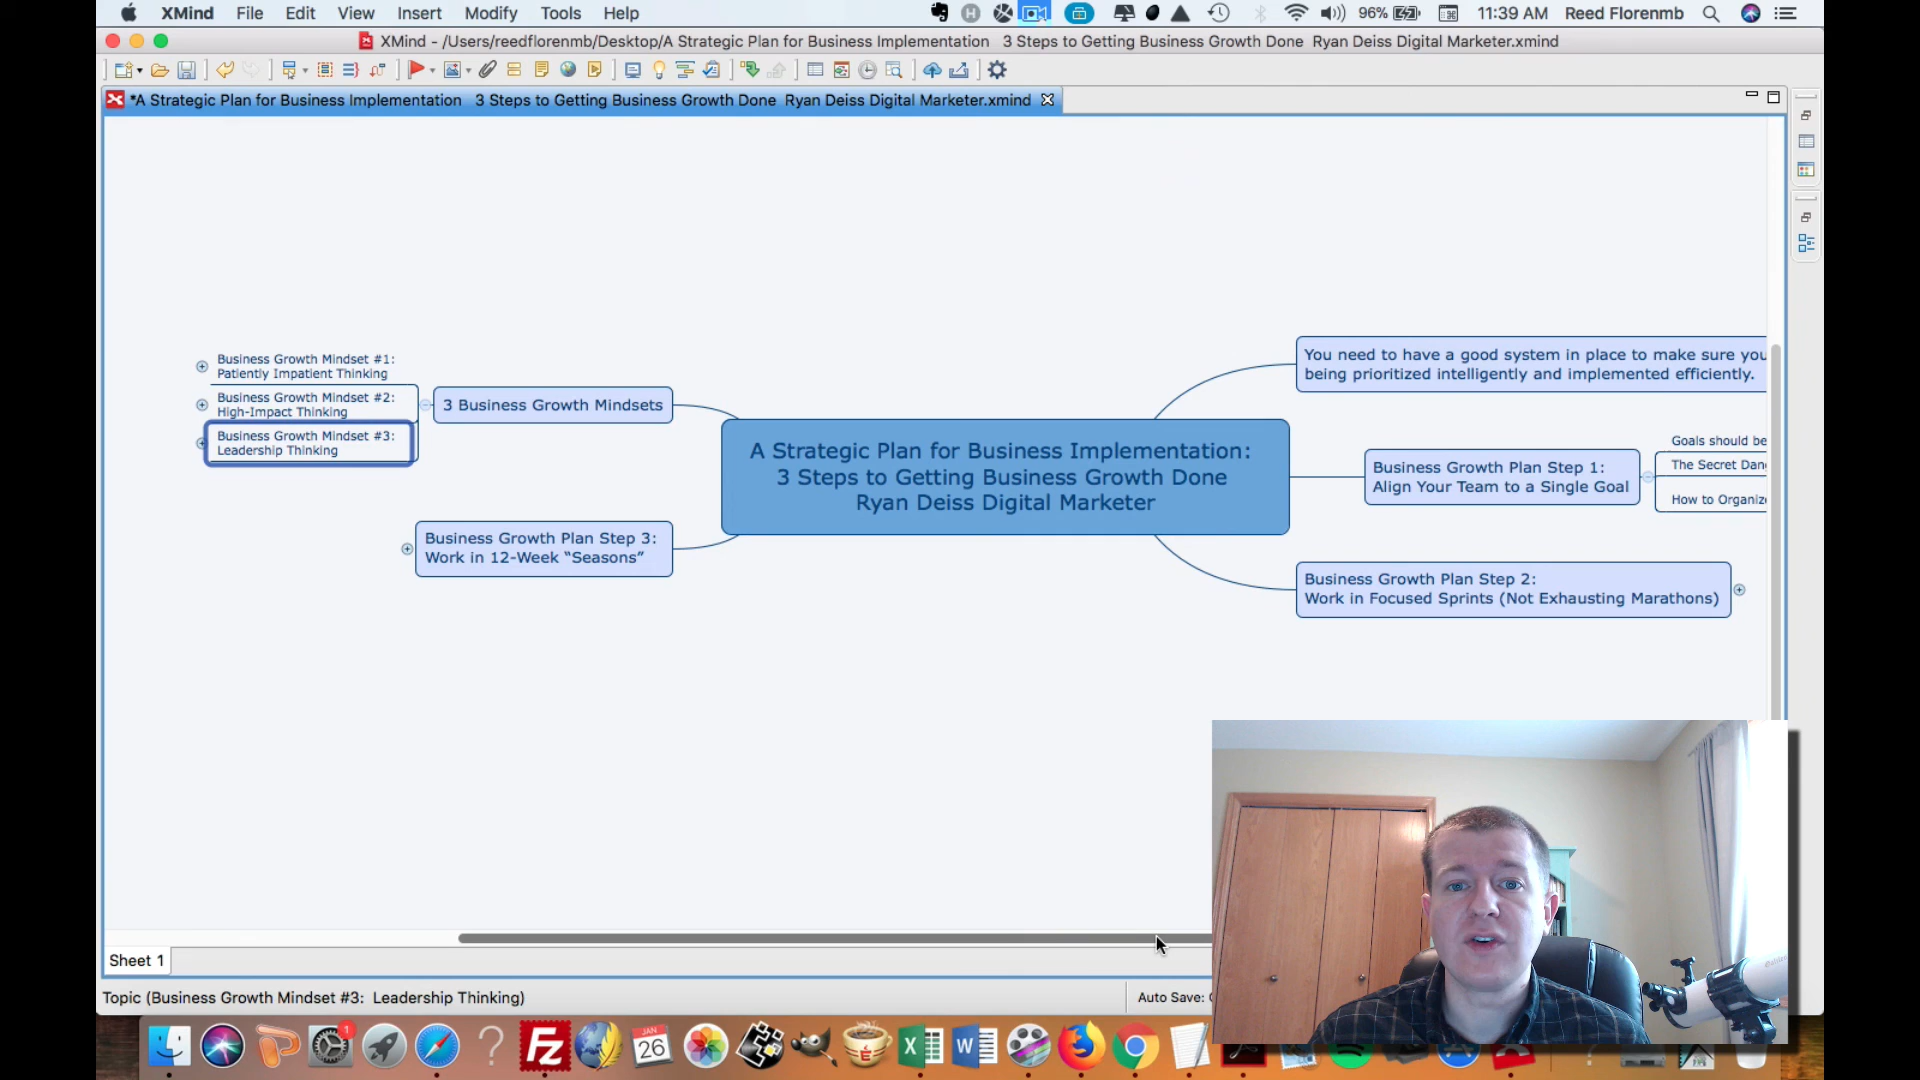 XMind File Edit View Insert Modify Tools Help 96% 11:39 AM Reed Florenmb
XMind - /Users/reedflorenmb/Desktop/A Strategic Plan for Business Implementation 3 Steps to Getting Business Growth Done Ryan Deiss Digital Marketer.xmind
*A Strategic Plan for Business Implementation 3 Steps to Getting Business Growth Done Ryan Deiss Digital Marketer.xmind
Business Growth Mindset #1:
Patiently Impatient Thinking
Business Growth Mindset #2:
High-Impact Thinking
Business Growth Mindset #3:
Leadership Thinking
3 Business Growth Mindsets
Business Growth Plan Step 3:
Work in 12-Week “Seasons”
A Strategic Plan for Business Implementation:
3 Steps to Getting Business Growth Done
Ryan Deiss Digital Marketer
You need to have a good system in place to make sure you
being prioritized intelligently and implemented efficiently.
Business Growth Plan Step 1:
Align Your Team to a Single Goal
Goals should be
The Secret
How to
Business Growth Plan Step 2:
Work in Focused Sprints (Not Exhausting Marathons)
Sheet 1
Topic (Business Growth Mindset #3: Leadership Thinking)
Auto Save:
1
JAN
26